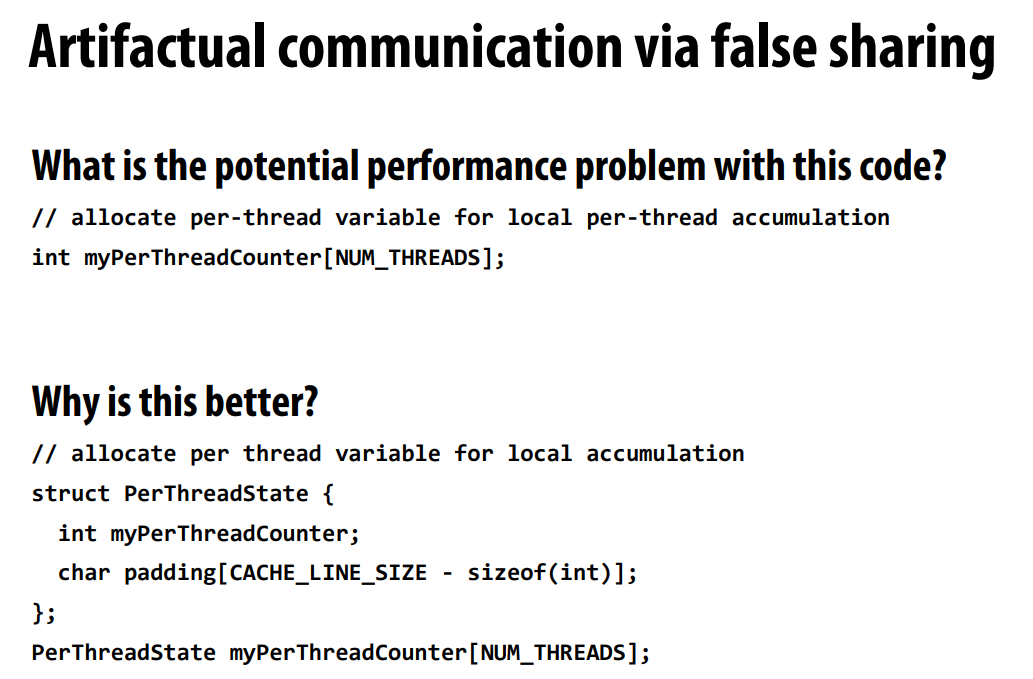 Artifactual communication via false sharing
What is the potential performance problem with this code?
// allocate per-thread variable for local per-thread accumulation
int myPerThreadCounter[NUM_THREADS];
Why is this better?
// allocate per thread variable for local accumulation
struct PerThreadState {
  int myPerThreadCounter;
  char padding[CACHE_LINE_SIZE - sizeof(int)];
};
PerThreadState myPerThreadCounter[NUM_THREADS];